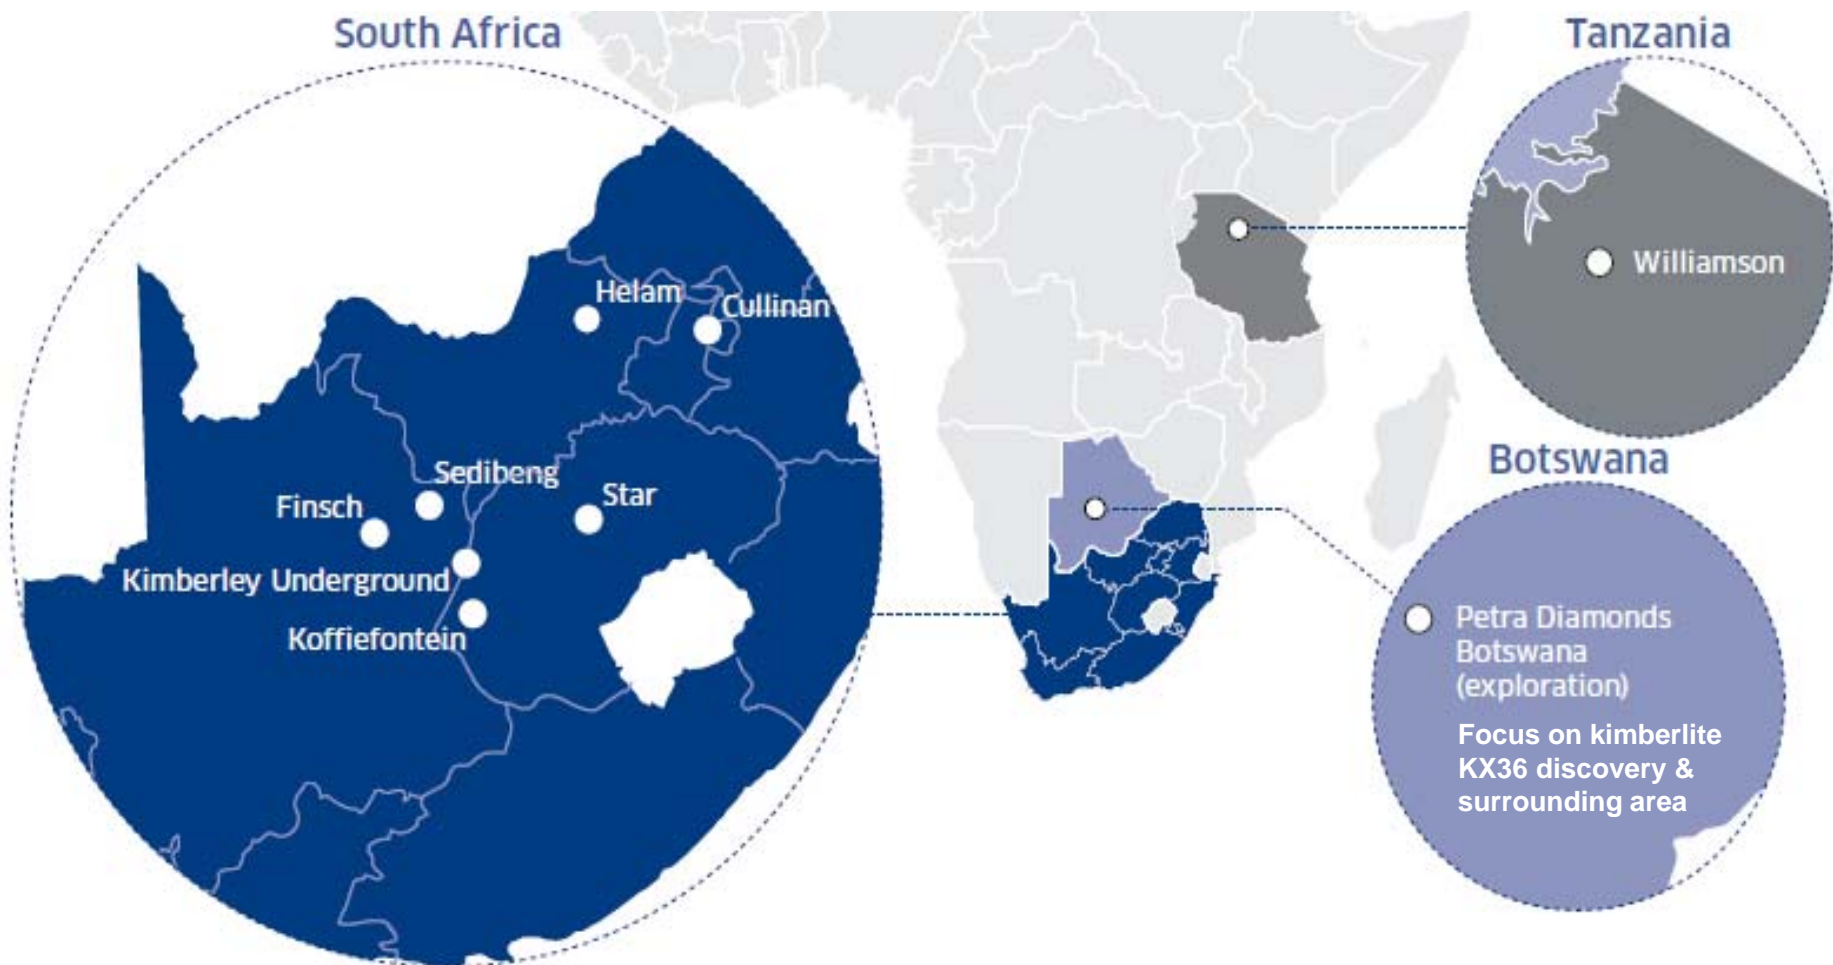 South Africa
Tanzania
Williamson
Helam
Cullinan
Botswana
Sedibeng
Star
Finsch
Kimberley Underground
Koffiefontein
Petra Diamonds
Botswana
(exploration)
Focus on kimberlite
KX36 discovery &
surrounding area